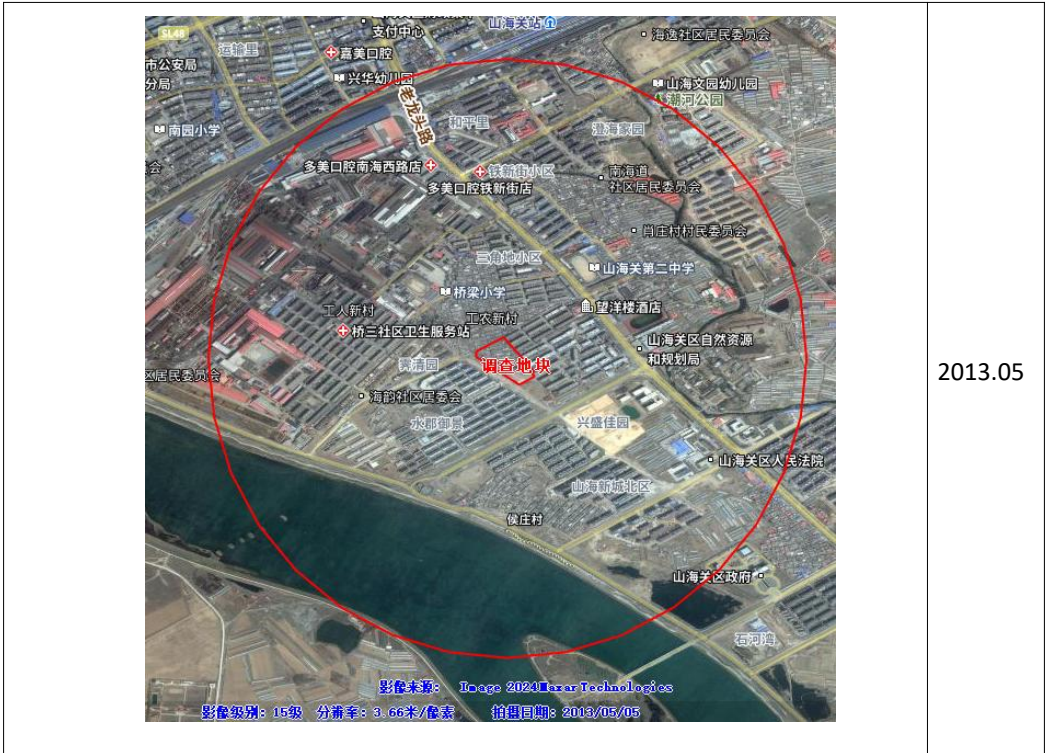 山海关站
支付中心
SL48
海逸社区居民委员会
运输里
嘉美口腔
市公安局
分局
兴华幼儿园
山海文园幼儿园
潮河公园
老龙头路
和平里
澄海家园
南园小学
多美口腔南海西路店
铁新街小区
南海道
社区居民委员会
多美口腔铁新街店
肖庄村村民委员会
三角地小区
山海关第二中学
桥梁小学
工人新村
工农新村
望洋楼酒店
桥三社区卫生服务站
山海关区自然资源
和规划局
霁清园
调查地块
2013.05
区居民委员会
海韵社区居委会
水郡御景
兴盛佳园
山海关区人民法院
山海新城北区
侯庄村
山海关区政府
石河湾
影像来源: Image 2024 Maxar Technologies
影像级别: 15级 分辨率: 3.66米/像素 拍摄日期: 2013/05/05